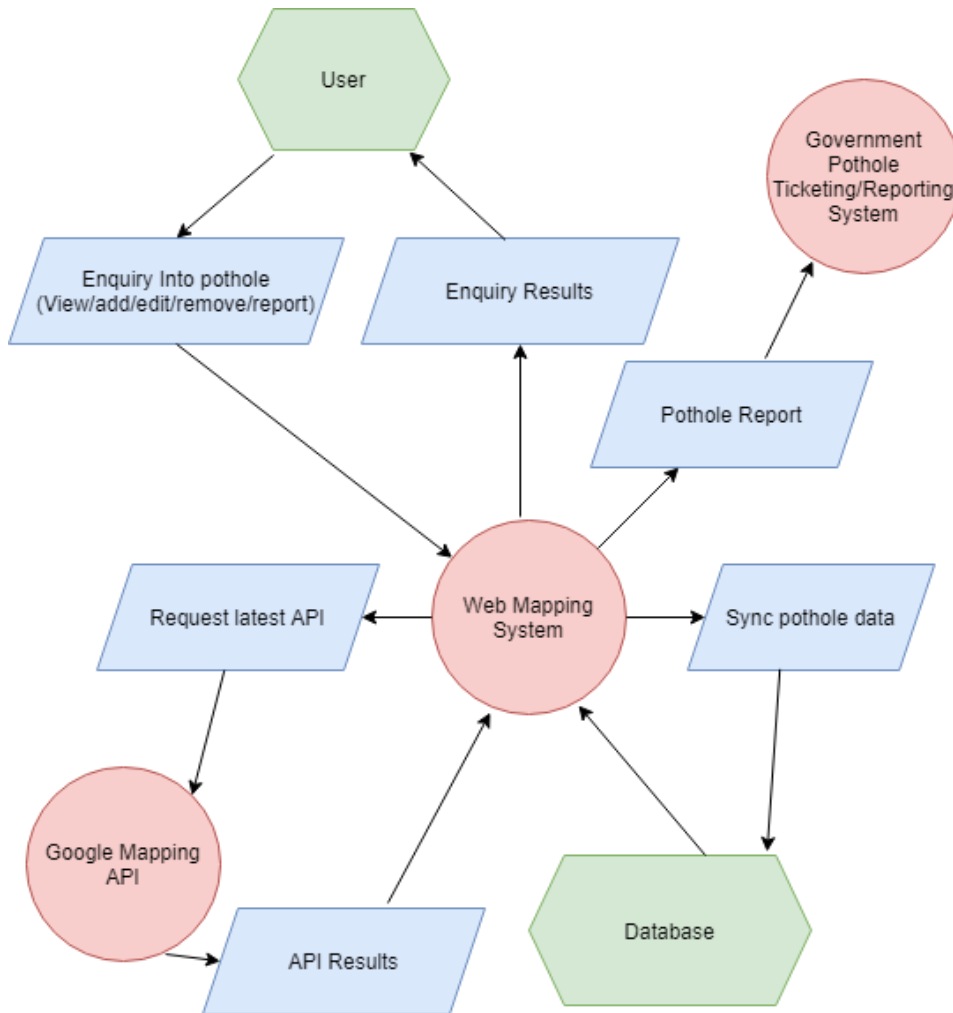 User
Government
Pothole
Ticketing/Reporting
System
Enquiry Into pothole
(View/add/edit/remove/report)
Enquiry Results
Pothole Report
Request latest API
Web Mapping
System
Sync pothole data
Google Mapping
API
API Results
Database